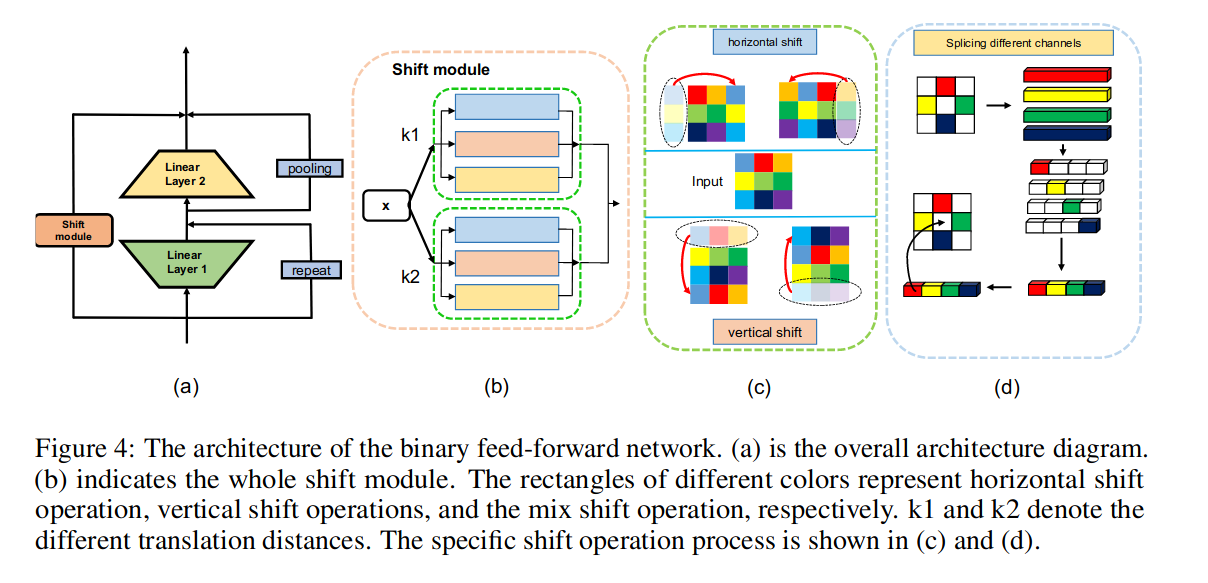 Linear
Layer 2
pooling
Shift
module
Linear
Layer 1
repeat
(a)
Shift module
k1
x
k2
(b)
horizontal shift
Input
vertical shift
(c)
Splicing different channels
(d)
Figure 4: The architecture of the binary feed-forward network. (a) is the overall architecture diagram.
(b) indicates the whole shift module. The rectangles of different colors represent horizontal shift
operation, vertical shift operations, and the mix shift operation, respectively. k1 and k2 denote the
different translation distances. The specific shift operation process is shown in (c) and (d).